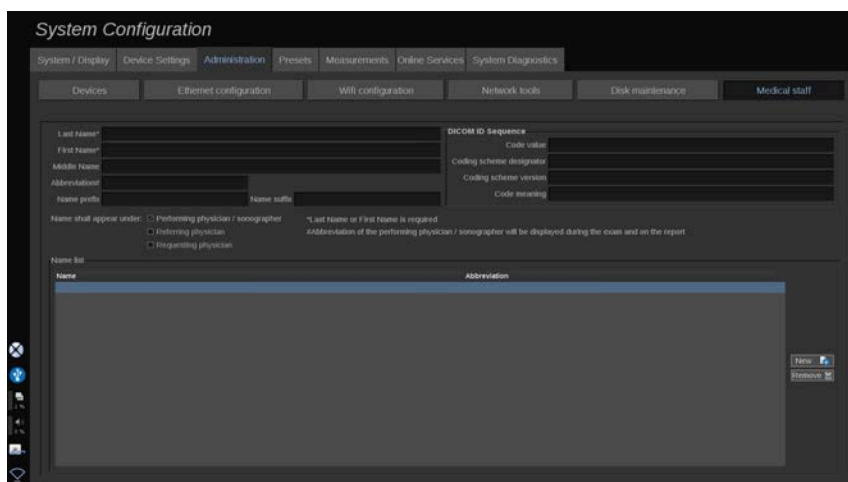 System Configuration
System / Display Device Settings Administration Presets Measurements Online Services System Diagnostics
Devices Ethernet configuration Wifi configuration Network tools Disk maintenance Medical staff
Last Name*
First Name*
Middle Name
Abbreviation#
Name prefix Name suffix
DICOM ID Sequence
Code value
Coding scheme designator
Coding scheme version
Code meaning
Name shall appear under: Performing physician / sonographer
Referring physician
Requesting physician
*Last Name or First Name is required
#Abbreviation of the performing physician / sonographer will be displayed during the exam and on the report
Name list
Name Abbreviation
New
Remove